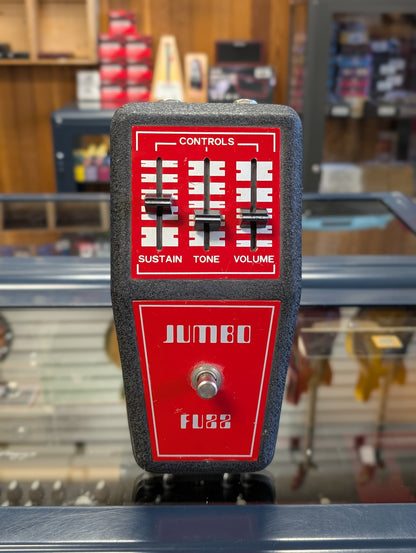 CONTROLS
SUSTAIN TONE VOLUME
JUMBO
FUZZ